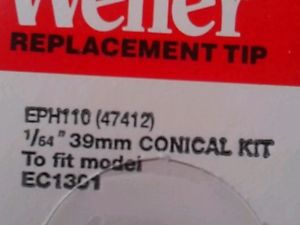 Weller
REPLACEMENT TIP
EPH110 (47412)
1/64" 39mm CONICAL KIT
To fit model
EC1301